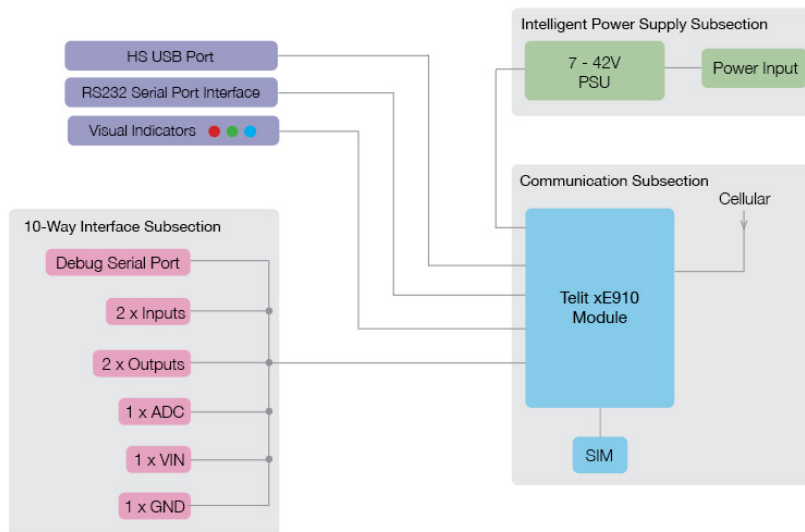 HS USB Port
RS232 Serial Port Interface
Visual Indicators
Intelligent Power Supply Subsection
7 - 42V
PSU
Power Input
10-Way Interface Subsection
Debug Serial Port
2 x Inputs
2 x Outputs
1 x ADC
1 x VIN
1 x GND
Communication Subsection
Cellular
Telit xE910
Module
SIM